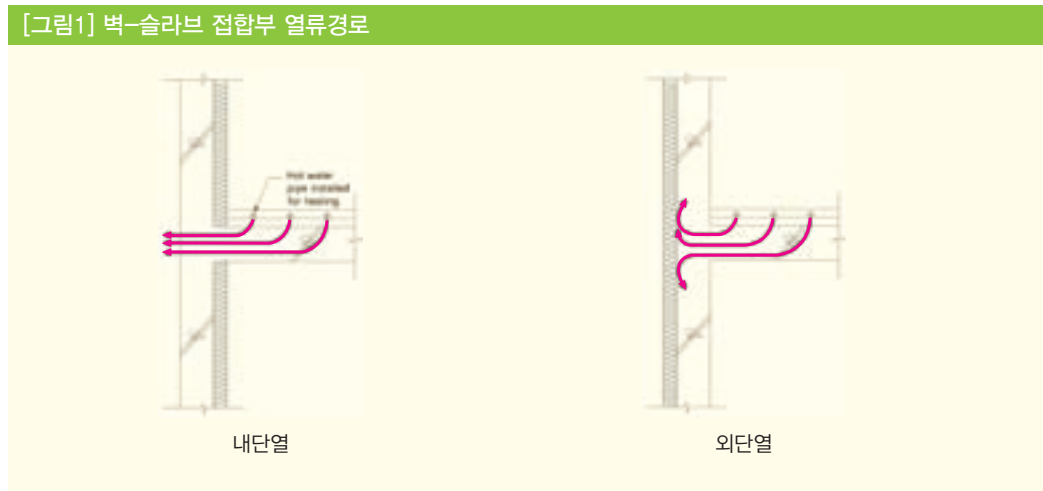 [그림1] 벽-슬라브 접합부 열류경로
Hot water
pipe installed
for heating
내단열
외단열